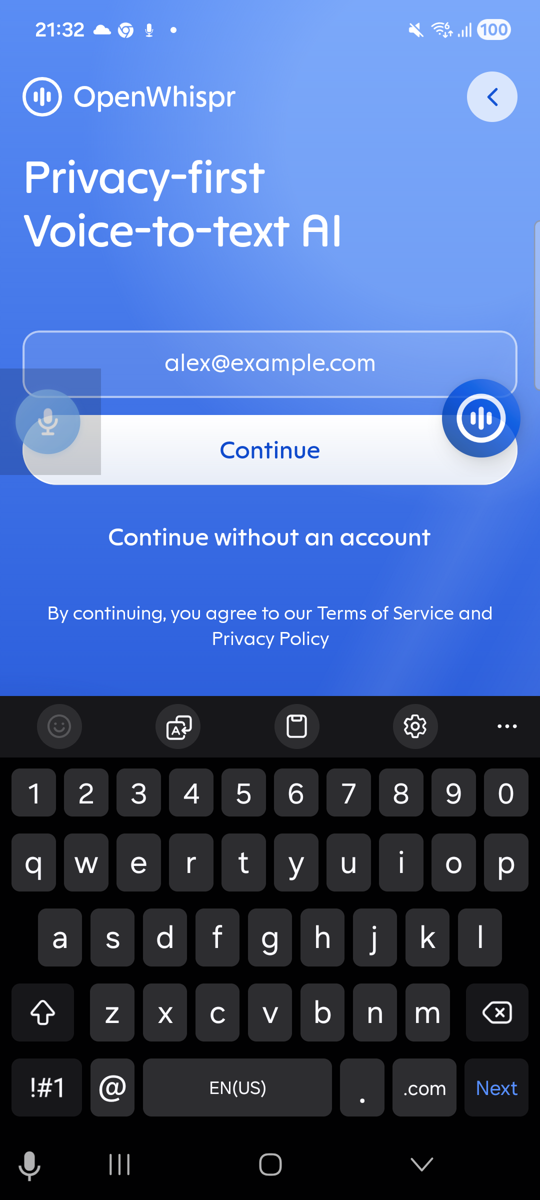 21:32
100
OpenWhispr
Privacy-first
Voice-to-text AI
alex@example.com
Continue
Continue without an account
By continuing, you agree to our Terms of Service and
Privacy Policy
1 2 3 4 5 6 7 8 9 0
q w e r t y u i o p
a s d f g h j k l
z x c v b n m
!#1 @ EN(US) . .com Next